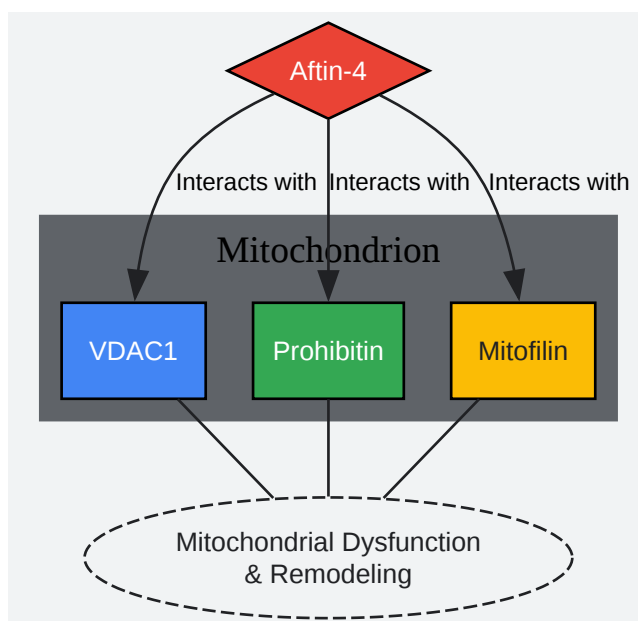 Aftin-4
Interacts with Interacts with Interacts with
Mitochondrion
VDAC1 Prohibitin Mitofilin
Mitochondrial Dysfunction
& Remodeling